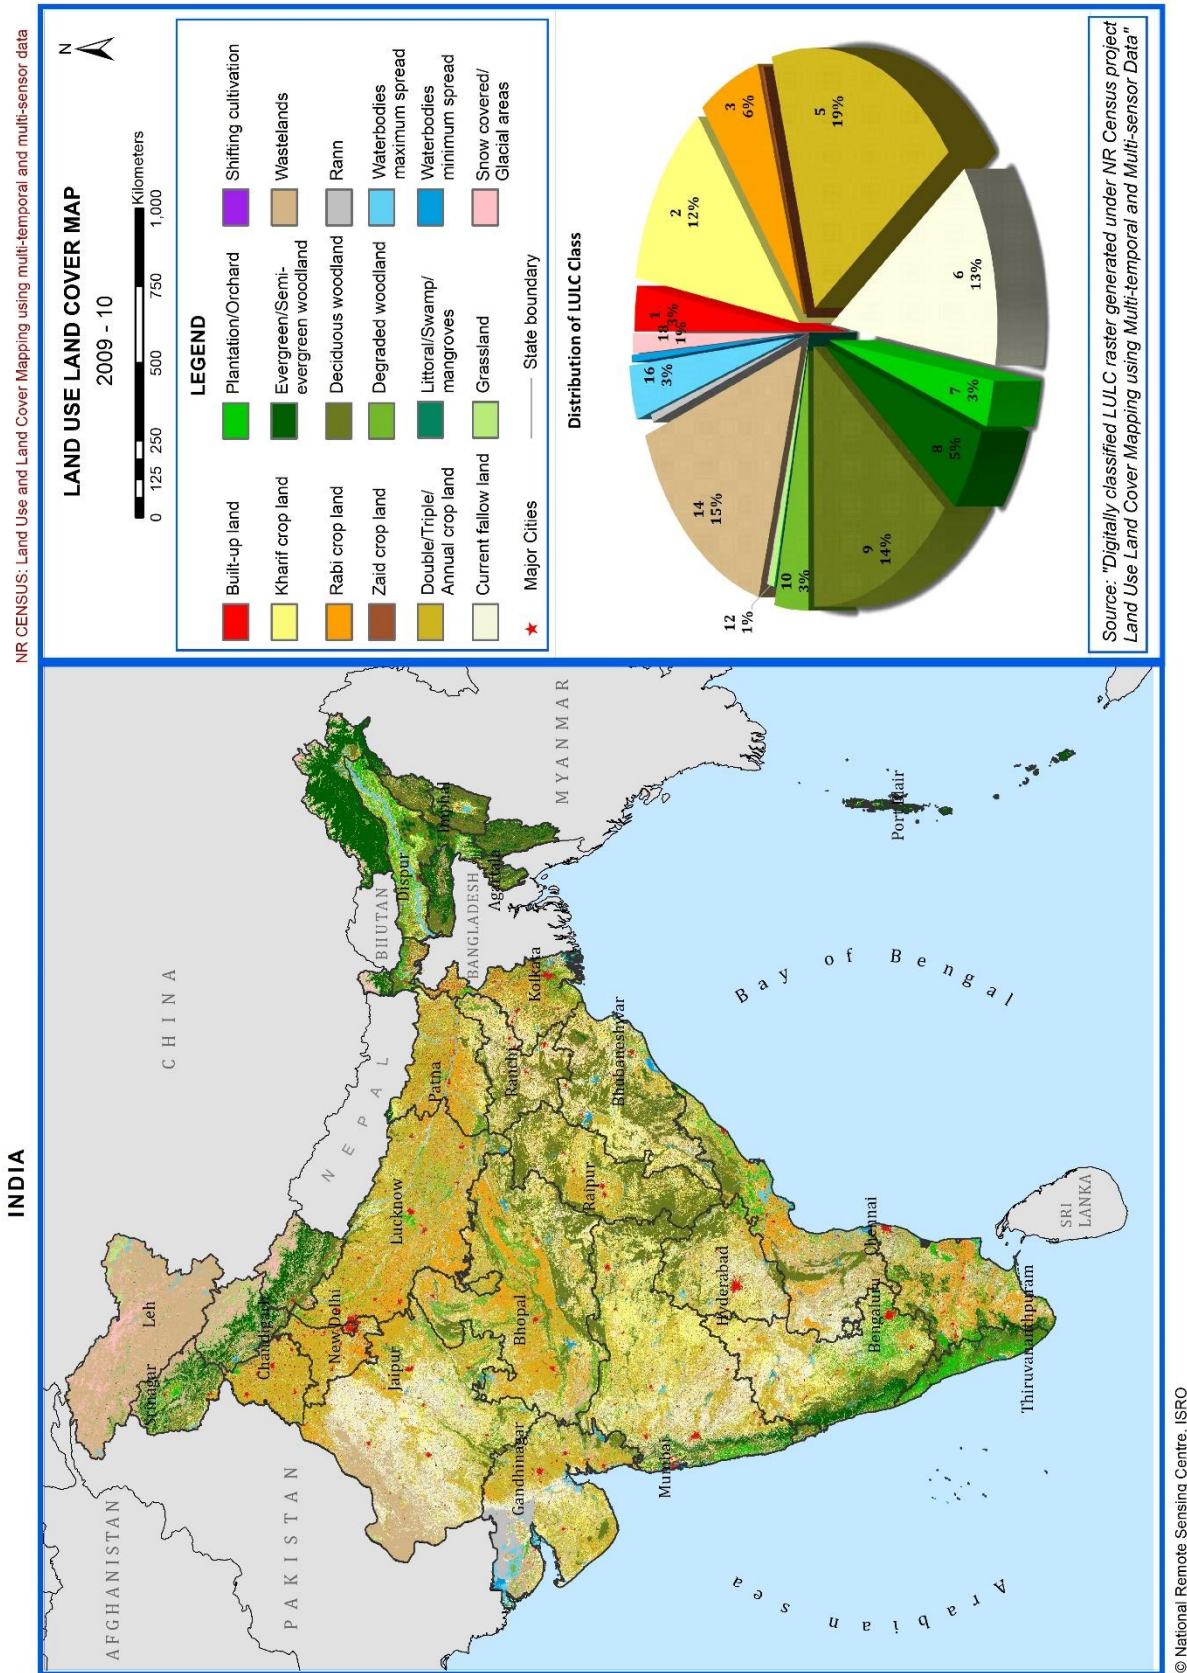 NR CENSUS: Land Use and Land Cover Mapping using multi-temporal and multi-sensor data
INDIA
CHINA
AFGHANISTAN
PAKISTAN
NEPAL
BHUTAN
BANGLADESH
MYANMAR
SRI
LANKA
Leh
Srinagar
Chandigarh
New Delhi
Jaipur
Lucknow
Patna
Dispur
Imphal
Agartala
Gandhinagar
Bhopal
Ranchi
Kolkata
Raipur
Bhubaneshwar
Mumbai
Hyderabad
Bengaluru
Chennai
Thiruvananthpuram
Port Blair
Bay of Bengal
Arabian sea
LAND USE LAND COVER MAP
2009 - 10
N
0 125 250 500 750 1,000
Kilometers
LEGEND
Built-up land
Kharif crop land
Rabi crop land
Zaid crop land
Double/Triple/
Annual crop land
Current fallow land
Major Cities
Plantation/Orchard
Evergreen/Semi-
evergreen woodland
Deciduous woodland
Degraded woodland
Littoral/Swamp/
mangroves
Grassland
State boundary
Shifting cultivation
Wastelands
Rann
Waterbodies
maximum spread
Waterbodies
minimum spread
Snow covered/
Glacial areas
Distribution of LULC Class
1
3%
2
12%
3
6%
5
19%
6
13%
7
3%
8
5%
9
14%
10
3%
12
1%
14
15%
16
3%
18
1%
Source: "Digitally classified LULC raster generated under NR Census project
Land Use Land Cover Mapping using Multi-temporal and Multi-sensor Data"
© National Remote Sensing Centre, ISRO